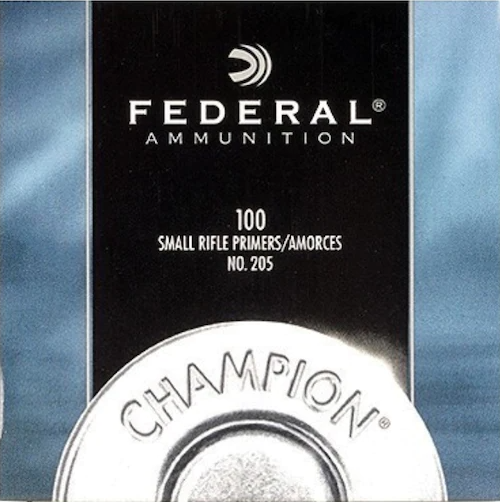 FEDERAL®
AMMUNITION
100
SMALL RIFLE PRIMERS/AMORCES
NO. 205
CHAMPION®